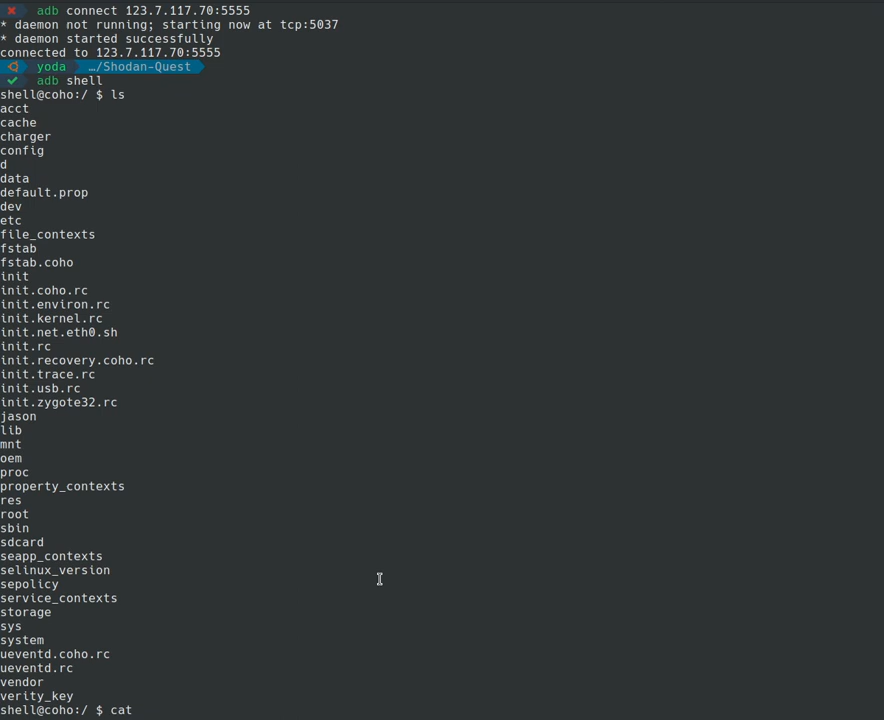 ✖ adb connect 123.7.117.70:5555
* daemon not running; starting now at tcp:5037
* daemon started successfully
connected to 123.7.117.70:5555
yoda …/Shodan-Quest
✔ adb shell
shell@coho:/ $ ls
acct
cache
charger
config
d
data
default.prop
dev
etc
file_contexts
fstab
fstab.coho
init
init.coho.rc
init.environ.rc
init.kernel.rc
init.net.eth0.sh
init.rc
init.recovery.coho.rc
init.trace.rc
init.usb.rc
init.zygote32.rc
jason
lib
mnt
oem
proc
property_contexts
res
root
sbin
sdcard
seapp_contexts
selinux_version
sepolicy
service_contexts
storage
sys
system
ueventd.coho.rc
ueventd.rc
vendor
verity_key
shell@coho:/ $ cat